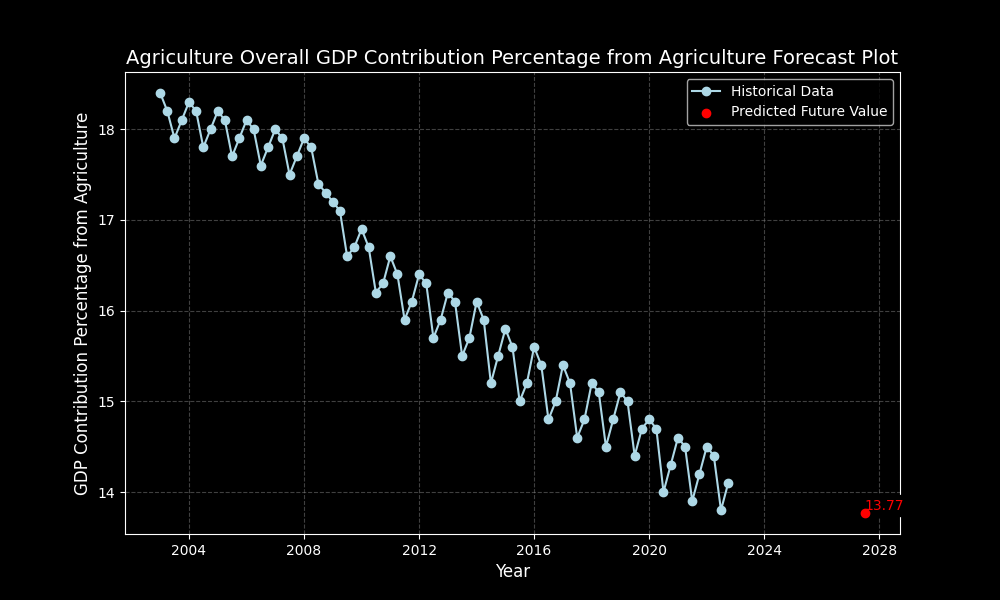 Agriculture Overall GDP Contribution Percentage from Agriculture Forecast Plot
Historical Data
Predicted Future Value
GDP Contribution Percentage from Agriculture
18
17
16
15
14
13.77
2004 2008 2012 2016 2020 2024 2028
Year